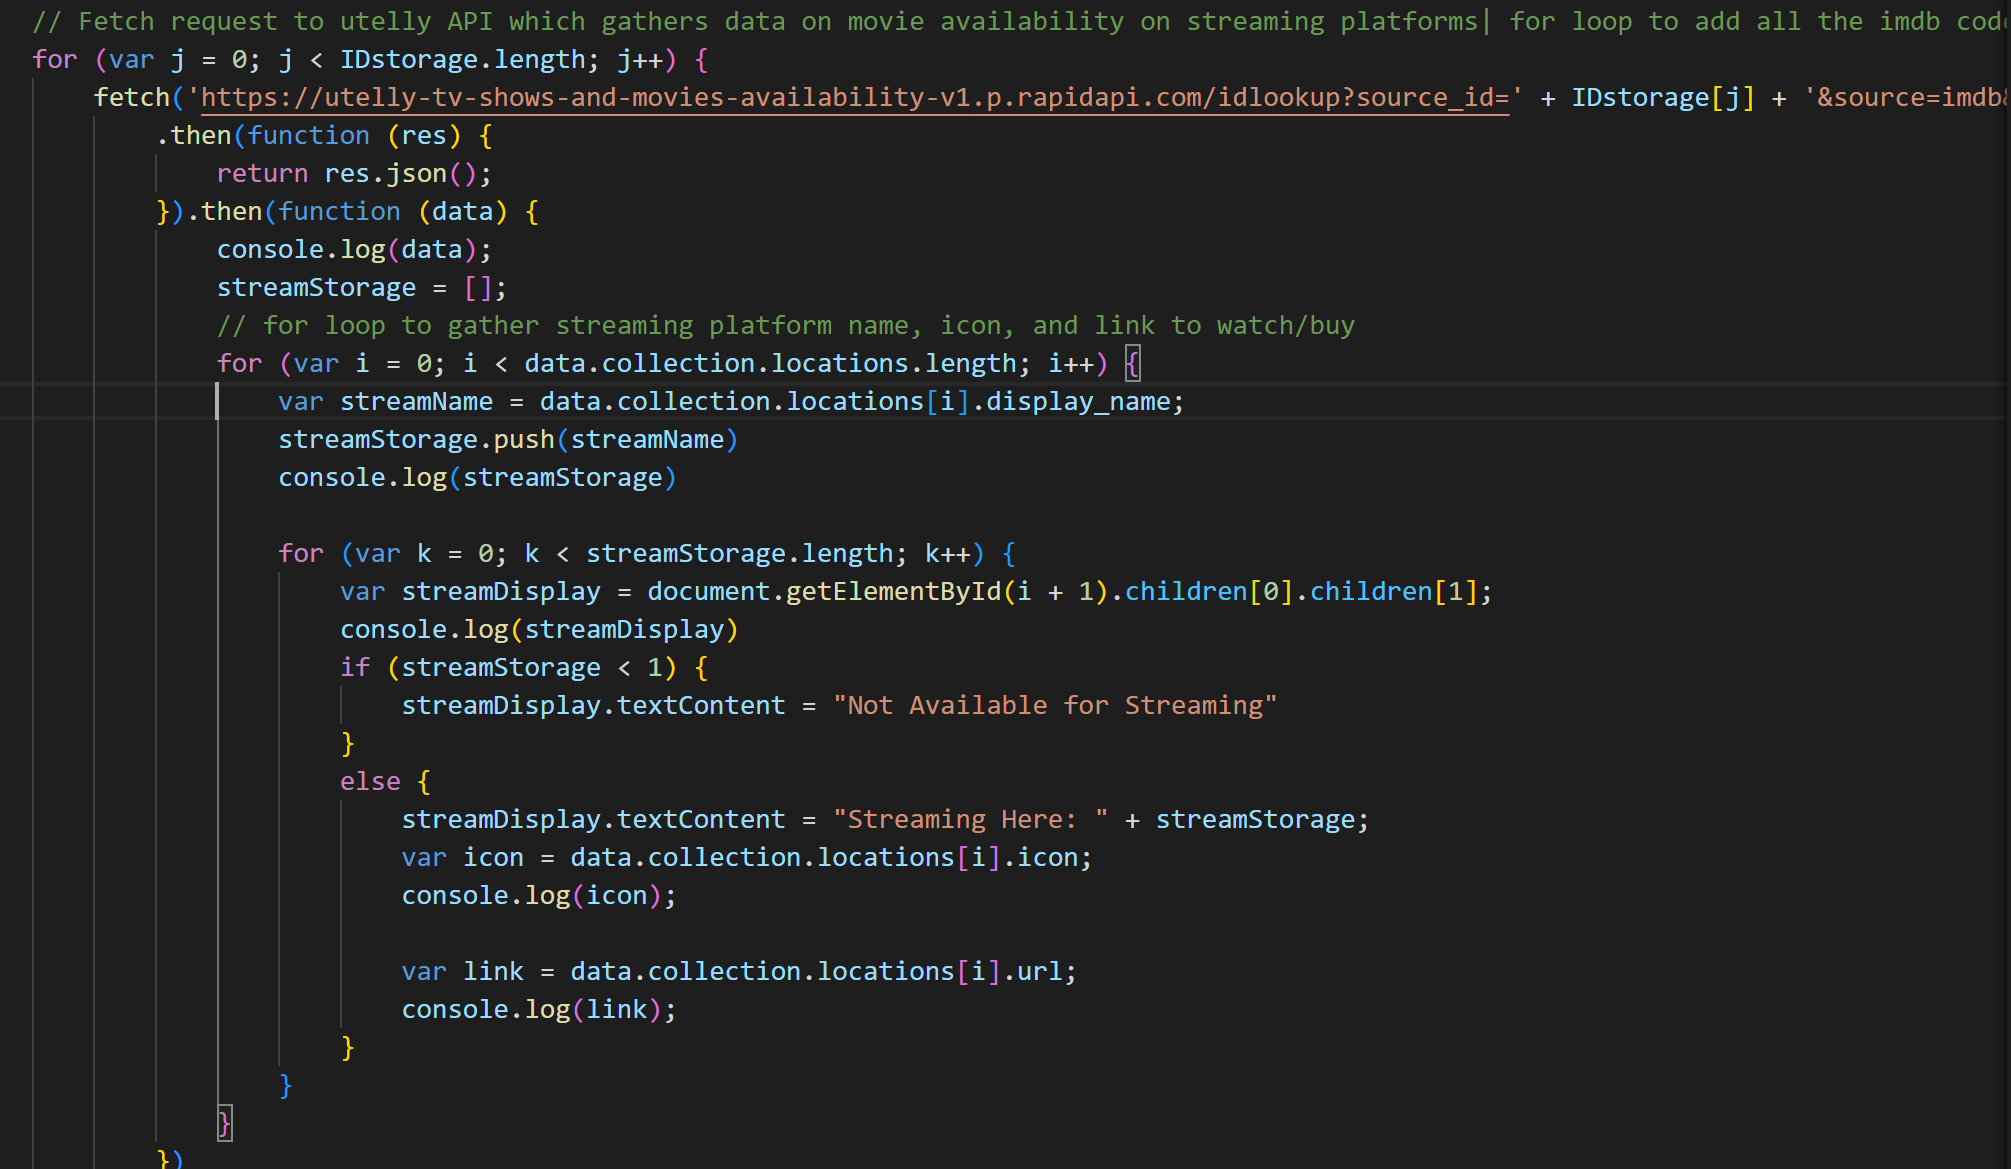 // Fetch request to utelly API which gathers data on movie availability on streaming platforms| for loop to add all the imdb
for (var j = 0; j < IDstorage.length; j++) {
fetch('https://utelly-tv-shows-and-movies-availability-v1.p.rapidapi.com/idlookup?source_id=' + IDstorage[j] + '&source=imdb
.then(function (res) {
return res.json();
}).then(function (data) {
console.log(data);
streamStorage = [];
// for loop to gather streaming platform name, icon, and link to watch/buy
for (var i = 0; i < data.collection.locations.length; i++) {
var streamName = data.collection.locations[i].display_name;
streamStorage.push(streamName)
console.log(streamStorage)
for (var k = 0; k < streamStorage.length; k++) {
var streamDisplay = document.getElementById(i + 1).children[0].children[1];
console.log(streamDisplay)
if (streamStorage < 1) {
streamDisplay.textContent = "Not Available for Streaming"
}
else {
streamDisplay.textContent = "Streaming Here: " + streamStorage;
var icon = data.collection.locations[i].icon;
console.log(icon);
var link = data.collection.locations[i].url;
console.log(link);
}
}
}
})